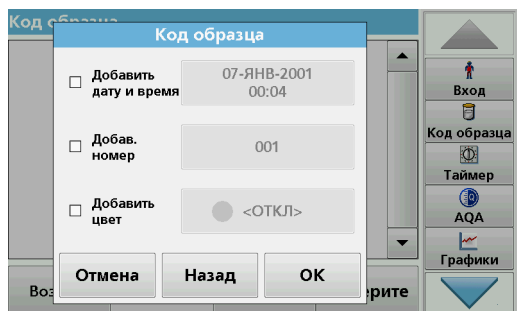 Код образца
Код образца
Добавить
дату и время
07-ЯНВ-2001
00:04
Добав.
номер
001
Добавить
цвет
<ОТКЛ>
Отмена
Назад
OK
Вход
Код образца
Таймер
AQA
Графики